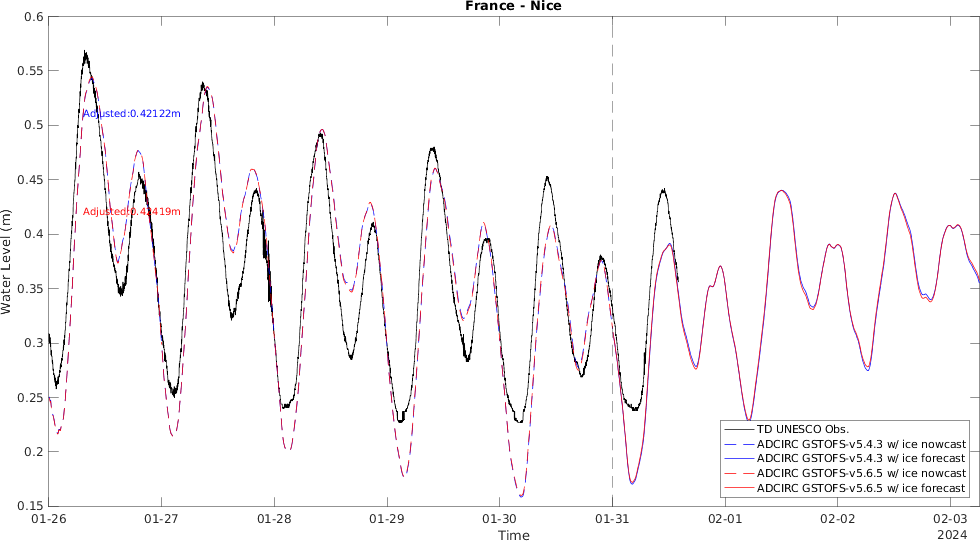 France - Nice
0.6
0.55
0.5
0.45
0.4
0.35
0.3
0.25
0.2
0.15
Water Level (m)
Adjusted:0.42122m
Adjusted:0.42419m
TD UNESCO Obs.
ADCIRC GSTOFS-v5.4.3 w/ ice nowcast
ADCIRC GSTOFS-v5.4.3 w/ ice forecast
ADCIRC GSTOFS-v5.6.5 w/ ice nowcast
ADCIRC GSTOFS-v5.6.5 w/ ice forecast
01-26 01-27 01-28 01-29 01-30 01-31 02-01 02-02 02-03
Time
2024